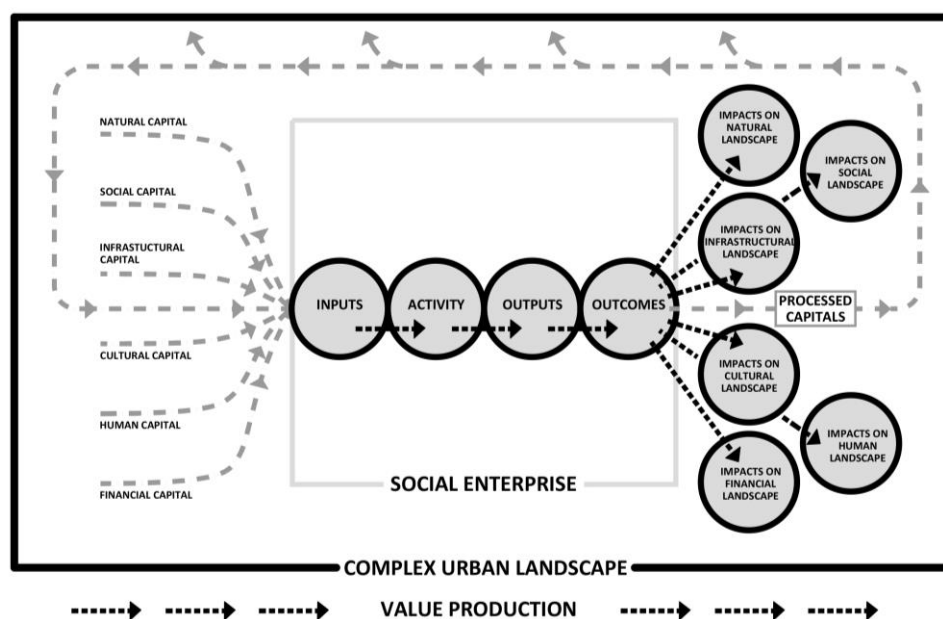 NATURAL CAPITAL
SOCIAL CAPITAL
INFRASTUCTURAL
CAPITAL
CULTURAL CAPITAL
HUMAN CAPITAL
FINANCIAL CAPITAL
INPUTS
ACTIVITY
OUTPUTS
OUTCOMES
SOCIAL ENTERPRISE
IMPACTS ON
NATURAL
LANDSCAPE
IMPACTS ON
SOCIAL
LANDSCAPE
IMPACTS ON
INFRASTRUCTURAL
LANDSCAPE
PROCESSED
CAPITALS
IMPACTS ON
CULTURAL
LANDSCAPE
IMPACTS ON
HUMAN
LANDSCAPE
IMPACTS ON
FINANCIAL
LANDSCAPE
COMPLEX URBAN LANDSCAPE
VALUE PRODUCTION